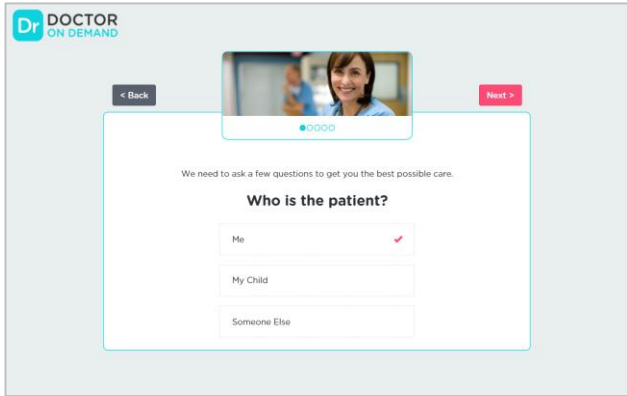 Dr DOCTOR
ON DEMAND
< Back
Next >
We need to ask a few questions to get you the best possible care.
Who is the patient?
Me
My Child
Someone Else